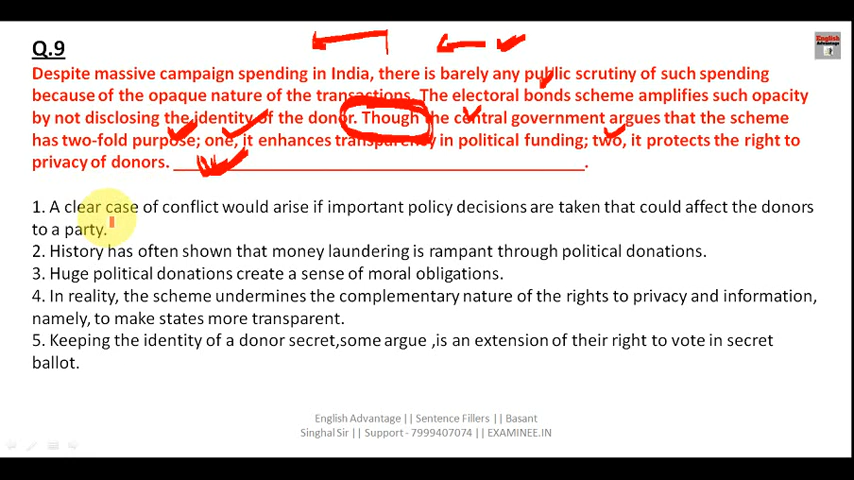 Q.9
English
Advantage
Despite massive campaign spending in India, there is barely any public scrutiny of such spending
because of the opaque nature of the transactions. The electoral bonds scheme amplifies such opacity
by not disclosing the identity of the donor. Though the central government argues that the scheme
has two-fold purpose; one, it enhances transparency in political funding; two, it protects the right to
privacy of donors. ______________________________________________.
1. A clear case of conflict would arise if important policy decisions are taken that could affect the donors
to a party.
2. History has often shown that money laundering is rampant through political donations.
3. Huge political donations create a sense of moral obligations.
4. In reality, the scheme undermines the complementary nature of the rights to privacy and information,
namely, to make states more transparent.
5. Keeping the identity of a donor secret,some argue ,is an extension of their right to vote in secret
ballot.
English Advantage || Sentence Fillers || Basant
Singhal Sir || Support - 7999407074 || EXAMINEE.IN